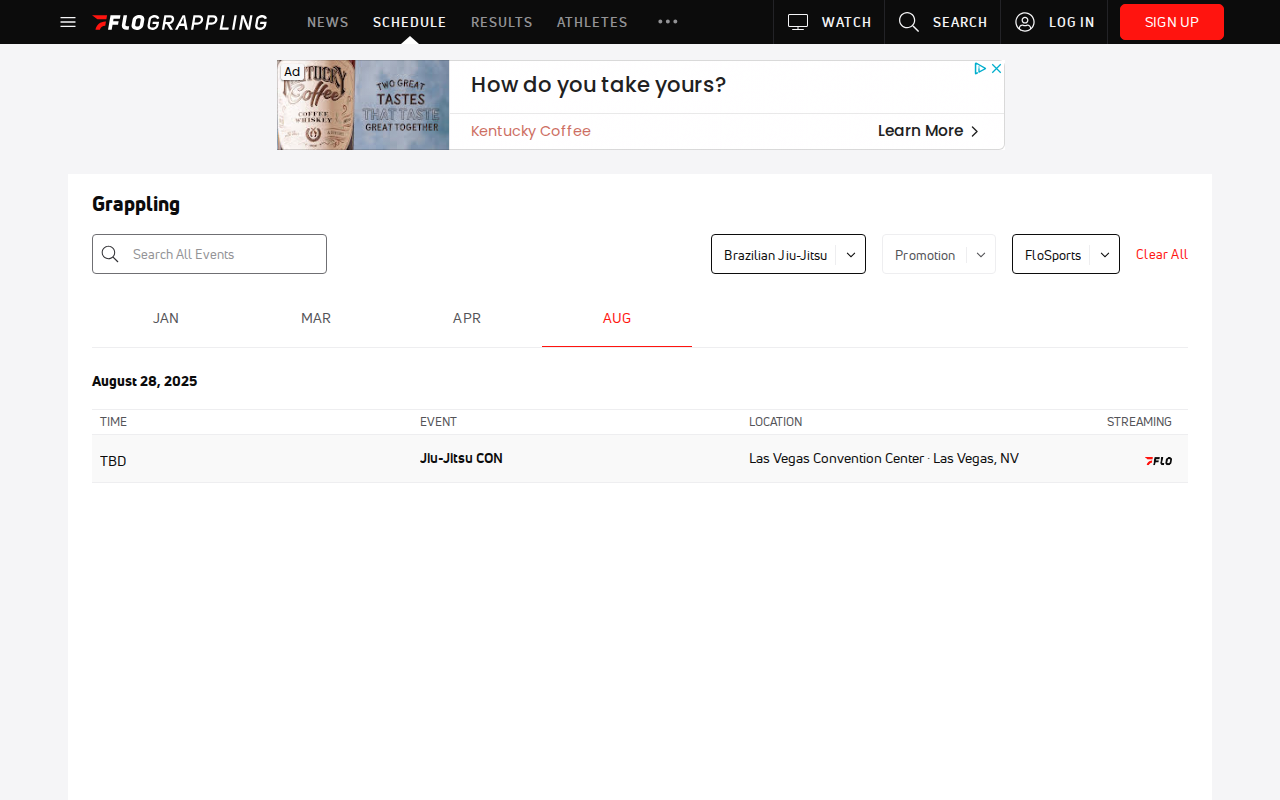 FLOGRAPPLING
NEWS
SCHEDULE
RESULTS
ATHLETES
WATCH
SEARCH
LOG IN
SIGN UP
Ad
Coffee
COFFEE
WHISKEY
TWO GREAT
TASTES
THAT TASTE
GREAT TOGETHER
How do you take yours?
Kentucky Coffee
Learn More
Grappling
Search All Events
Brazilian Jiu-Jitsu
Promotion
FloSports
Clear All
JAN
MAR
APR
AUG
August 28, 2025
TIME
EVENT
LOCATION
STREAMING
TBD
Jiu-Jitsu CON
Las Vegas Convention Center · Las Vegas, NV
FLO